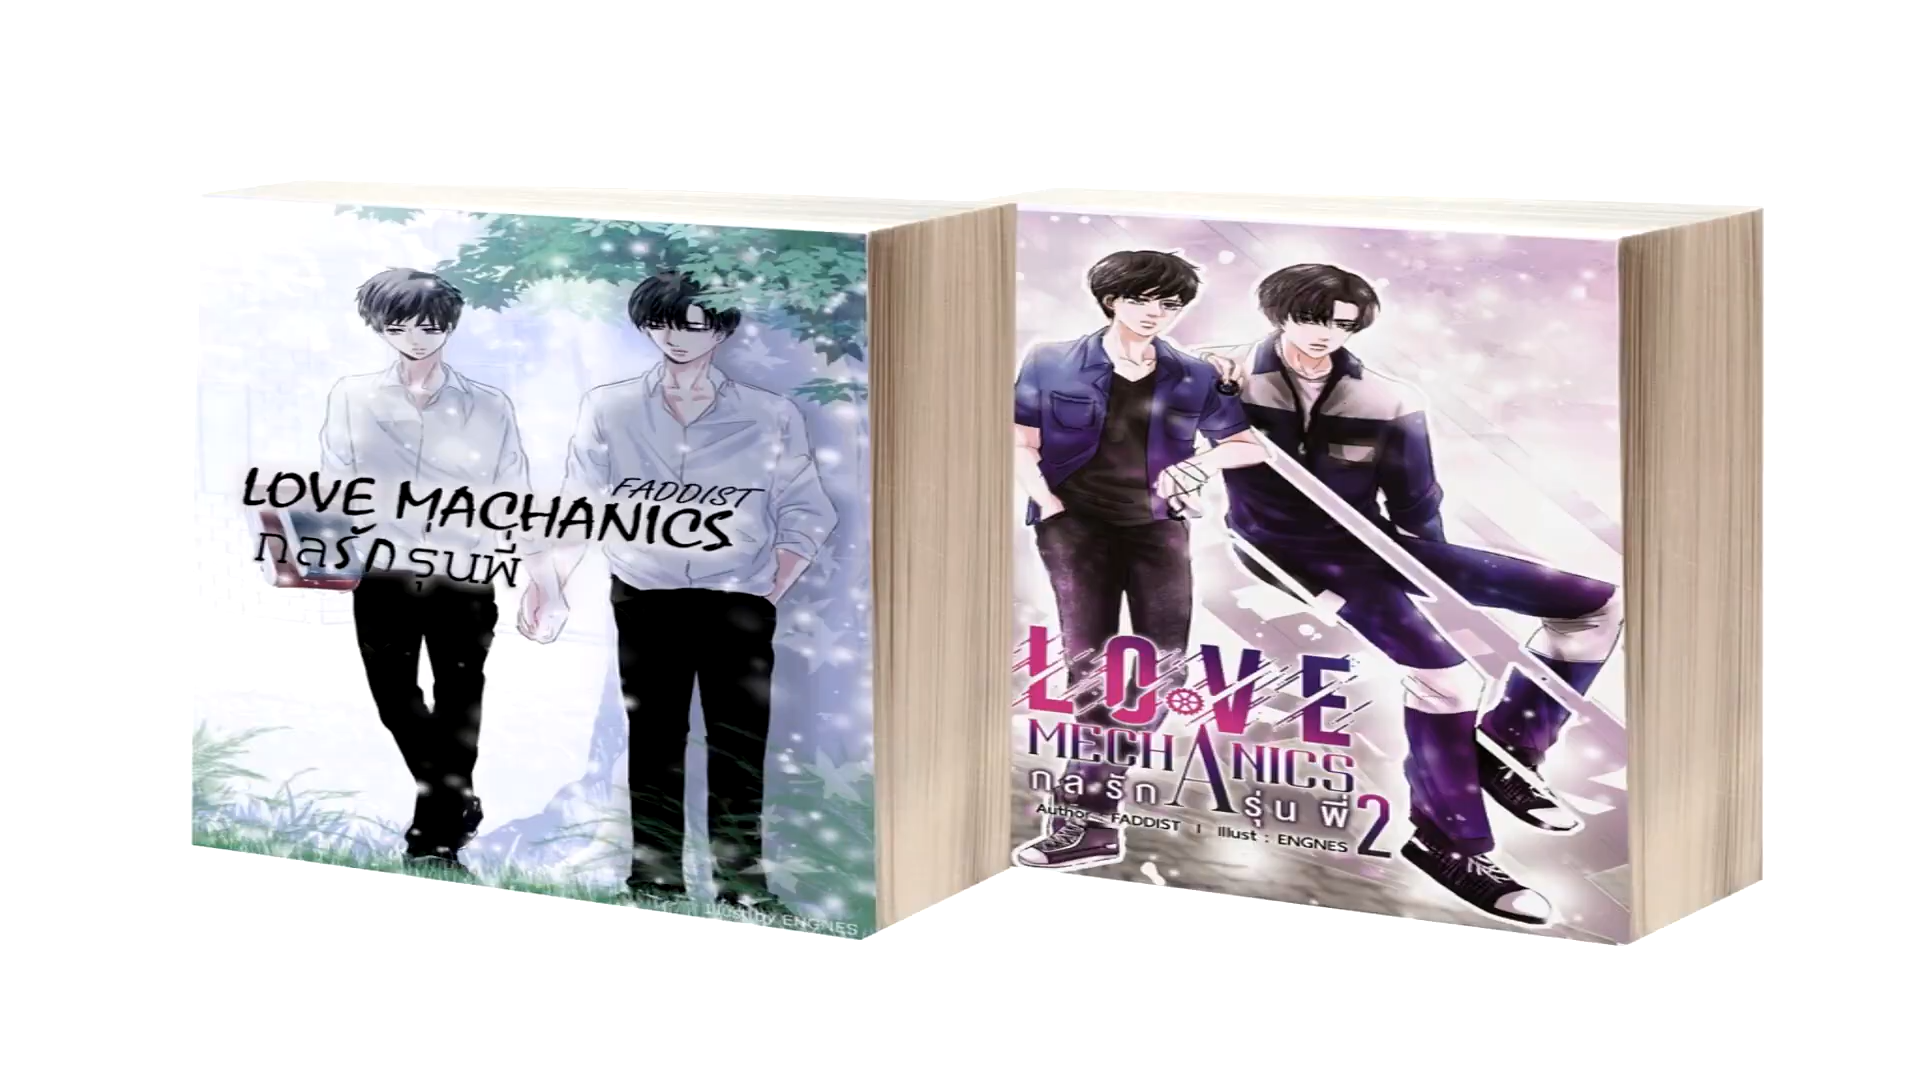 FADDIST
LOVE MACHANICS
กลรักรุ่นพี่
Illust by ENGNES
LOVE
MECHANICS
กลรักรุ่นพี่ 2
Author : FADDIST | Illust : ENGNES